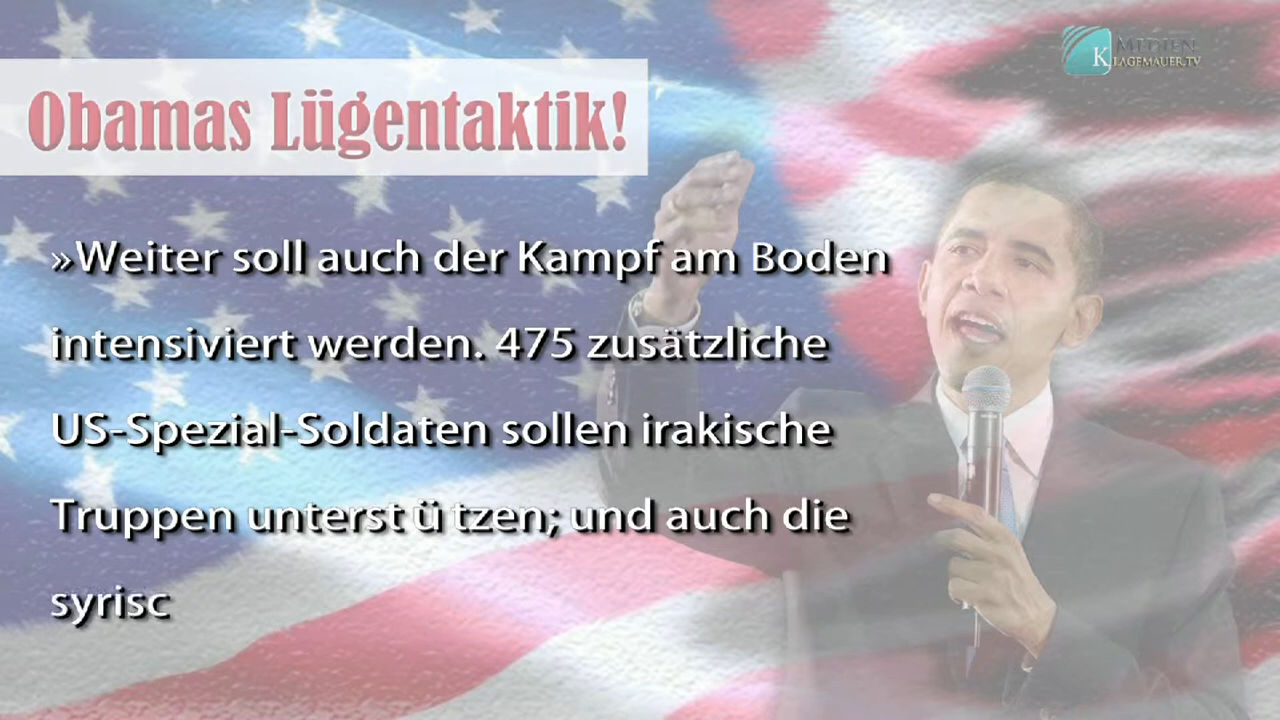 MEDIEN
KLAGEMAUER.TV
Obamas Lügentaktik!
»Weiter soll auch der Kampf am Boden
intensiviert werden. 475 zusätzliche
US-Spezial-Soldaten sollen irakische
Truppen unterst ü tzen; und auch die
syrisc